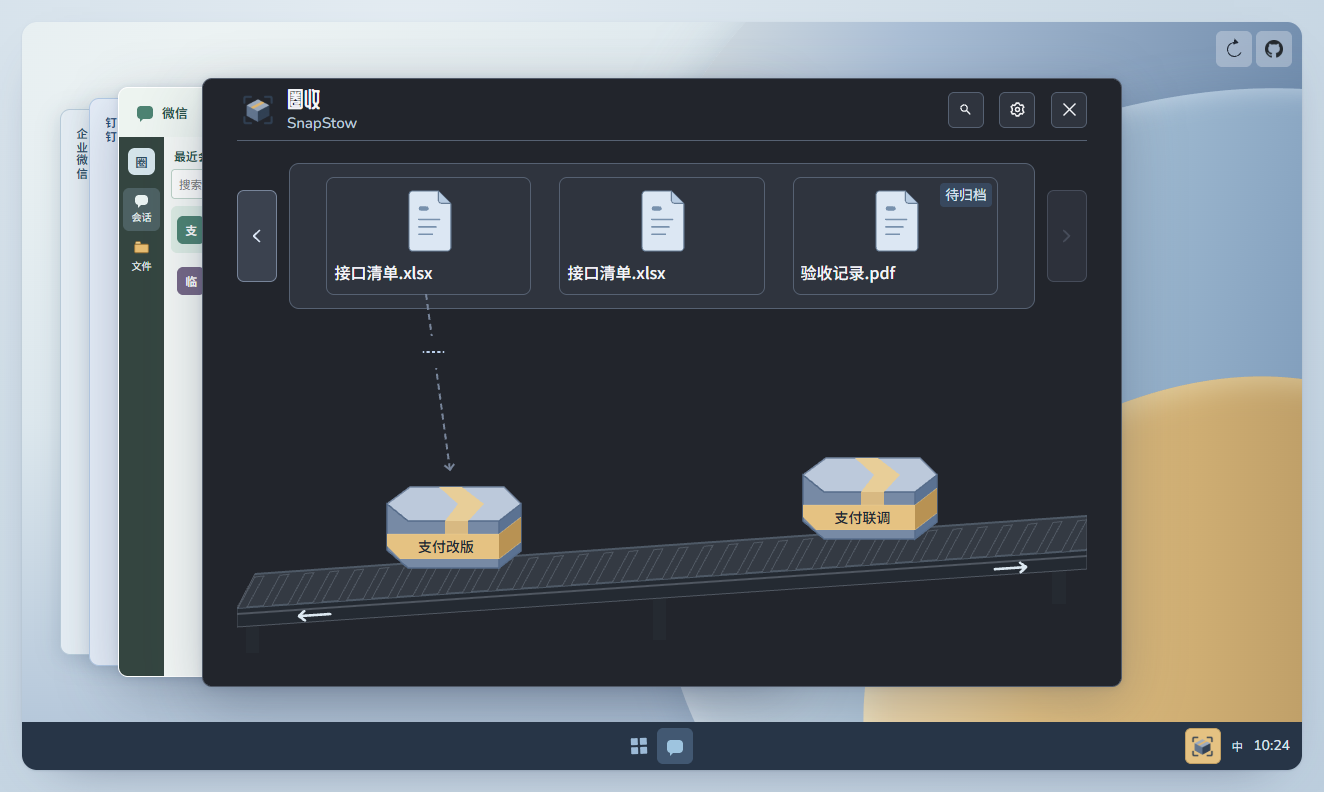 企业微信
钉钉
微信
圈
会话
文件
最近会
搜索
支
临
圈收
SnapStow
接口清单.xlsx
接口清单.xlsx
待归档
验收记录.pdf
支付改版
支付联调
中
10:24